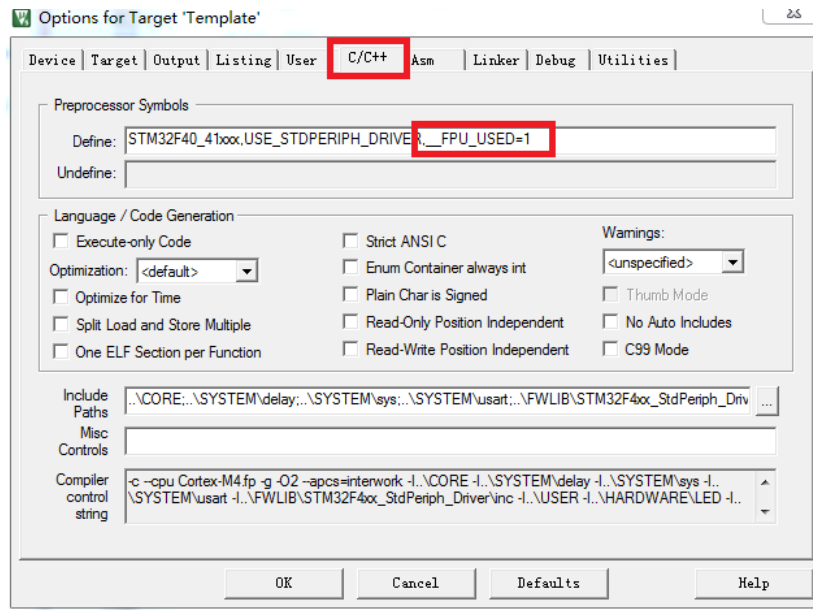 Options for Target 'Template'
Device Target Output Listing User C/C++ Asm Linker Debug Utilities
Preprocessor Symbols
Define: STM32F40_41xxx,USE_STDPERIPH_DRIVER,__FPU_USED=1
Undefine:
Language / Code Generation
Execute-only Code
Optimization: <default>
Optimize for Time
Split Load and Store Multiple
One ELF Section per Function
Strict ANSI C
Enum Container always int
Plain Char is Signed
Read-Only Position Independent
Read-Write Position Independent
Warnings:
<unspecified>
Thumb Mode
No Auto Includes
C99 Mode
Include Paths ..\CORE;..\SYSTEM\delay;..\SYSTEM\sys;..\SYSTEM\usart;..\FWLIB\STM32F4xx_StdPeriph_Driv ...
Misc Controls
Compiler control string
-c --cpu Cortex-M4.fp -g -O2 --apcs=interwork -I..\CORE -I..\SYSTEM\delay -I..\SYSTEM\sys -I..
\SYSTEM\usart -I..\FWLIB\STM32F4xx_StdPeriph_Driver\inc -I..\USER -I..\HARDWARE\LED -I..
OK Cancel Defaults Help